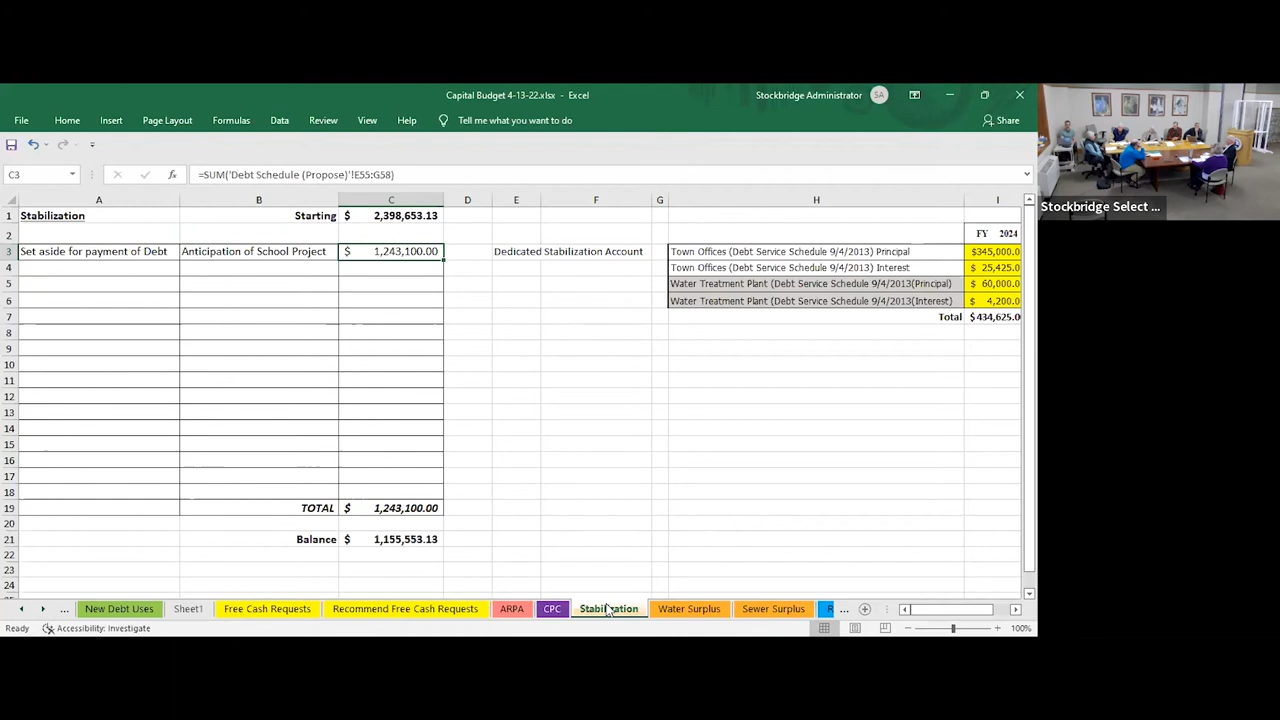 Capital Budget 4-13-22.xlsx - Excel
Stockbridge Administrator SA
File Home Insert Page Layout Formulas Data Review View Help Tell me what you want to do Share
C3 fx =SUM('Debt Schedule (Propose)'!E55:G58)
A B C D E F G H I
1 Stabilization Starting $ 2,398,653.13
2 FY 2024
3 Set aside for payment of Debt Anticipation of School Project $ 1,243,100.00 Dedicated Stabilization Account Town Offices (Debt Service Schedule 9/4/2013) Principal $345,000.0
4 Town Offices (Debt Service Schedule 9/4/2013) Interest $ 25,425.0
5 Water Treatment Plant (Debt Service Schedule 9/4/2013(Principal) $ 60,000.0
6 Water Treatment Plant (Debt Service Schedule 9/4/2013(Interest) $ 4,200.0
7 Total $434,625.0
8
9
10
11
12
13
14
15
16
17
18
19 TOTAL $ 1,243,100.00
20
21 Balance $ 1,155,553.13
22
23
24
... New Debt Uses Sheet1 Free Cash Requests Recommend Free Cash Requests ARPA CPC Stabilization Water Surplus Sewer Surplus R ...
Ready Accessibility: Investigate 100%
Stockbridge Select ...